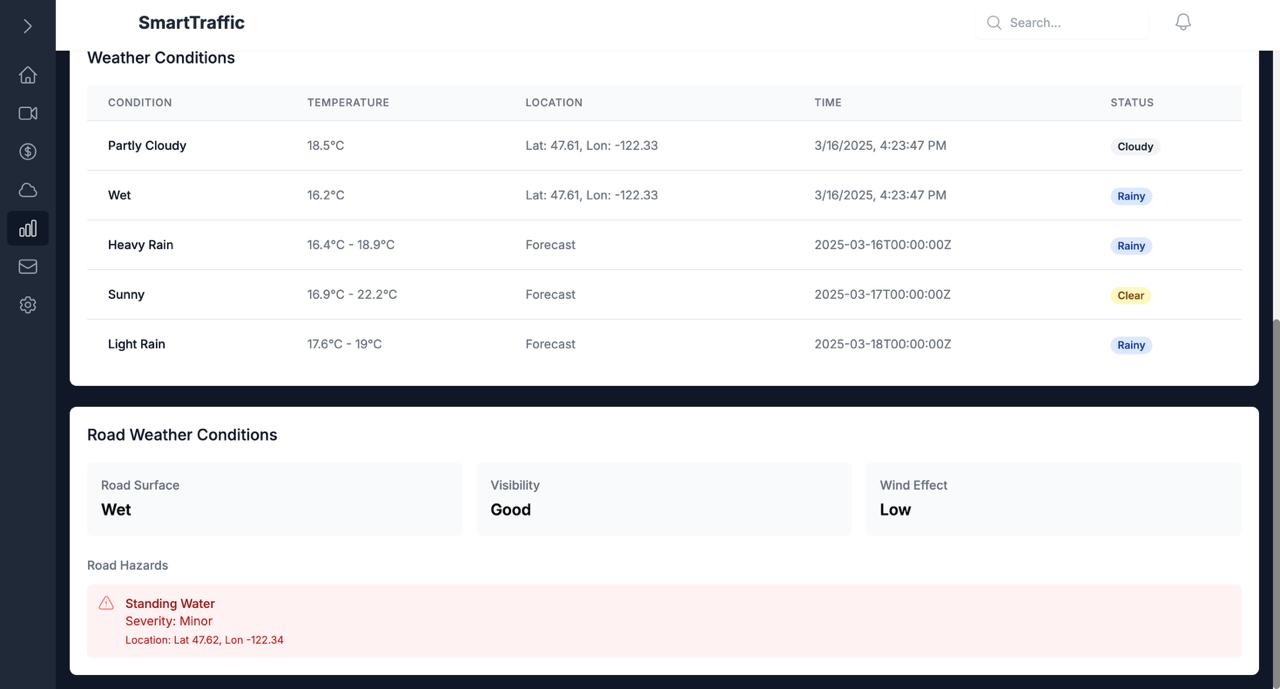 SmartTraffic
Search...
Weather Conditions
CONDITION TEMPERATURE LOCATION TIME STATUS
Partly Cloudy 18.5°C Lat: 47.61, Lon: -122.33 3/16/2025, 4:23:47 PM Cloudy
Wet 16.2°C Lat: 47.61, Lon: -122.33 3/16/2025, 4:23:47 PM Rainy
Heavy Rain 16.4°C - 18.9°C Forecast 2025-03-16T00:00:00Z Rainy
Sunny 16.9°C - 22.2°C Forecast 2025-03-17T00:00:00Z Clear
Light Rain 17.6°C - 19°C Forecast 2025-03-18T00:00:00Z Rainy
Road Weather Conditions
Road Surface Visibility Wind Effect
Wet Good Low
Road Hazards
Standing Water
Severity: Minor
Location: Lat 47.62, Lon -122.34